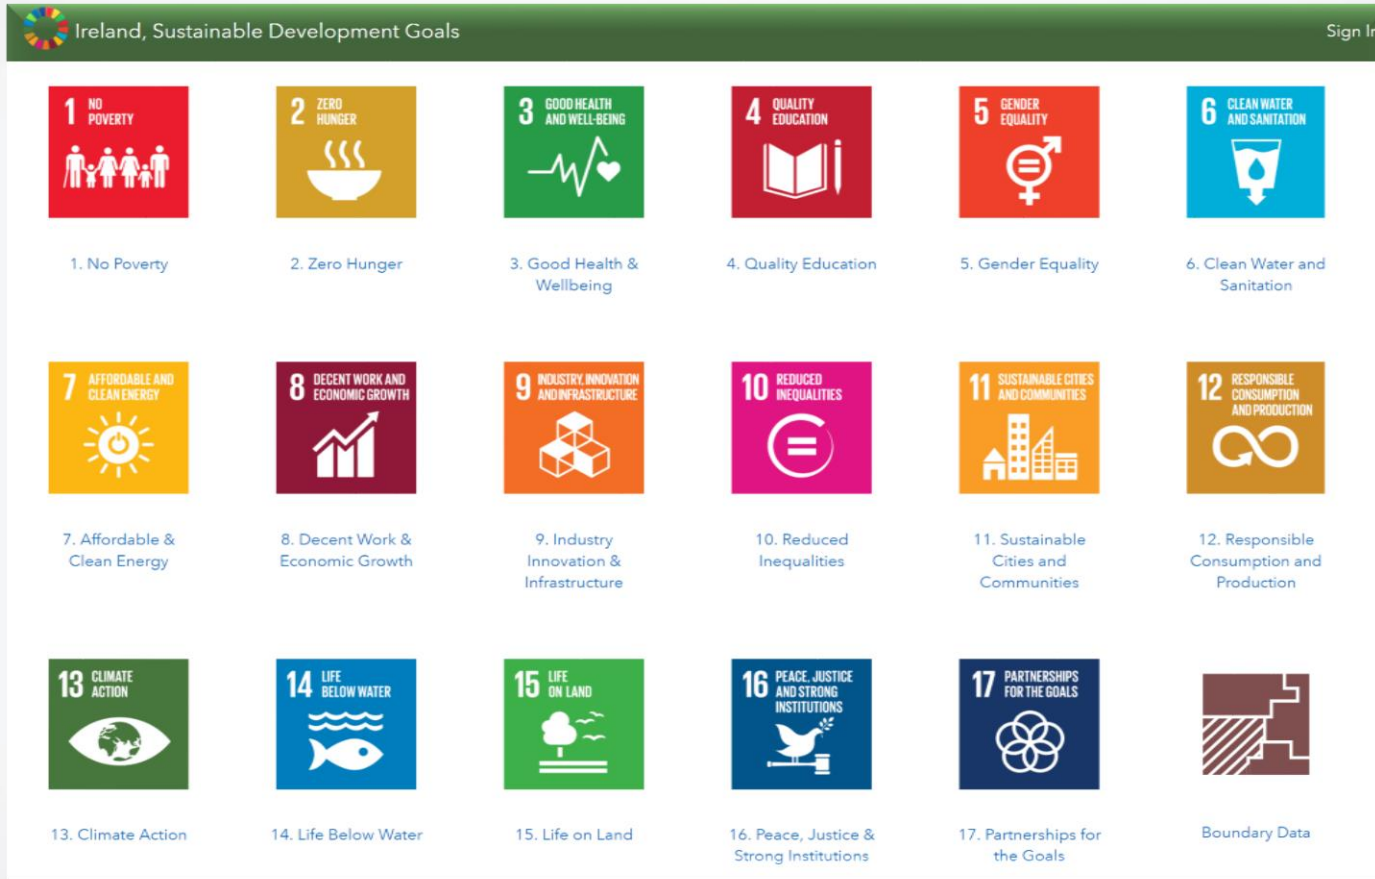 Ireland, Sustainable Development Goals
Sign In
1 NO
POVERTY
2 ZERO
HUNGER
3 GOOD HEALTH
AND WELL-BEING
4 QUALITY
EDUCATION
5 GENDER
EQUALITY
6 CLEAN WATER
AND SANITATION
1. No Poverty
2. Zero Hunger
3. Good Health &
Wellbeing
4. Quality Education
5. Gender Equality
6. Clean Water and
Sanitation
7 AFFORDABLE AND
CLEAN ENERGY
8 DECENT WORK AND
ECONOMIC GROWTH
9 INDUSTRY, INNOVATION
AND INFRASTRUCTURE
10 REDUCED
INEQUALITIES
11 SUSTAINABLE CITIES
AND COMMUNITIES
12 RESPONSIBLE
CONSUMPTION
AND PRODUCTION
7. Affordable &
Clean Energy
8. Decent Work &
Economic Growth
9. Industry
Innovation &
Infrastructure
10. Reduced
Inequalities
11. Sustainable
Cities and
Communities
12. Responsible
Consumption and
Production
13 CLIMATE
ACTION
14 LIFE
BELOW WATER
15 LIFE
ON LAND
16 PEACE, JUSTICE
AND STRONG
INSTITUTIONS
17 PARTNERSHIPS
FOR THE GOALS
13. Climate Action
14. Life Below Water
15. Life on Land
16. Peace, Justice &
Strong Institutions
17. Partnerships for
the Goals
Boundary Data